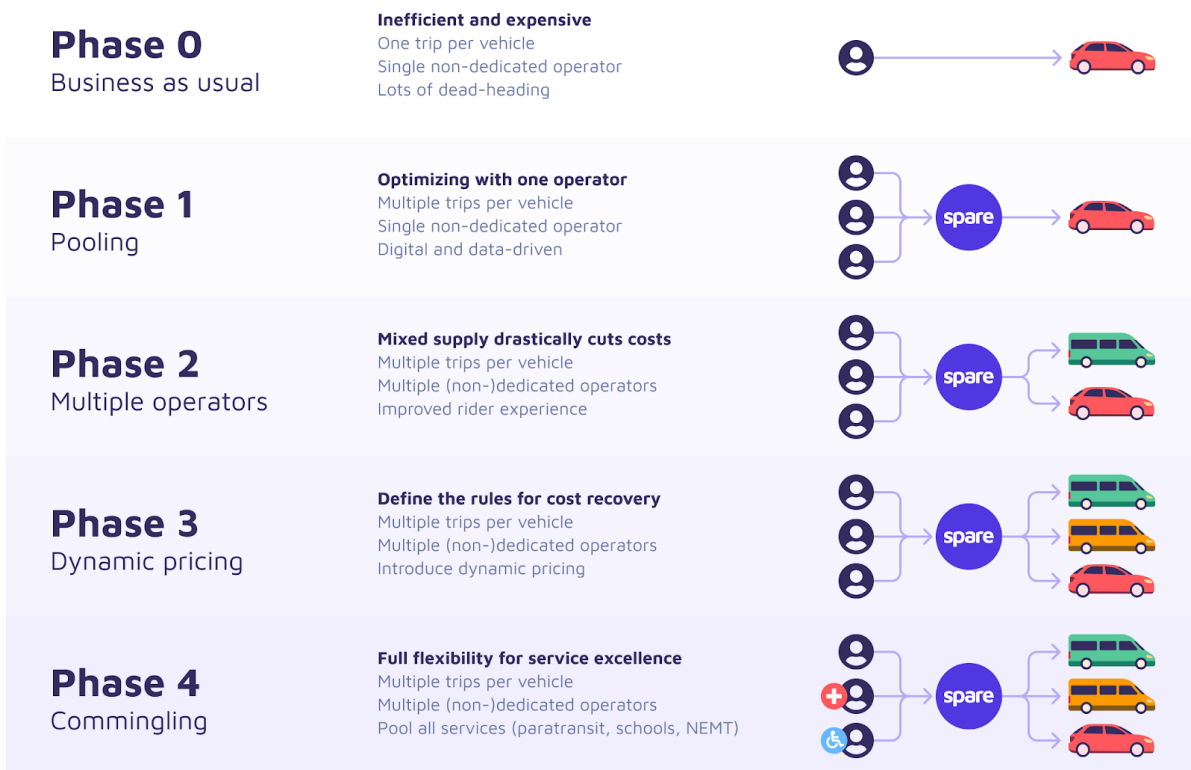 Phase 0
Business as usual
Inefficient and expensive
One trip per vehicle
Single non-dedicated operator
Lots of dead-heading
Phase 1
Pooling
Optimizing with one operator
Multiple trips per vehicle
Single non-dedicated operator
Digital and data-driven
spare
Phase 2
Multiple operators
Mixed supply drastically cuts costs
Multiple trips per vehicle
Multiple (non-)dedicated operators
Improved rider experience
spare
Phase 3
Dynamic pricing
Define the rules for cost recovery
Multiple trips per vehicle
Multiple (non-)dedicated operators
Introduce dynamic pricing
spare
Phase 4
Commingling
Full flexibility for service excellence
Multiple trips per vehicle
Multiple (non-)dedicated operators
Pool all services (paratransit, schools, NEMT)
spare